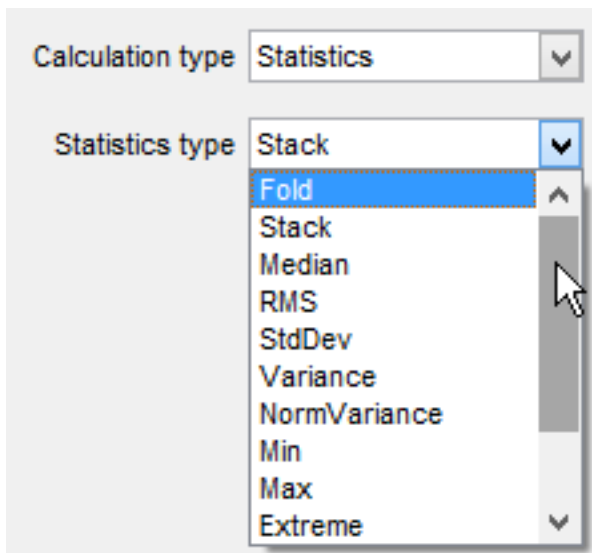 Calculation type Statistics
Statistics type Stack
Fold
Stack
Median
RMS
StdDev
Variance
NormVariance
Min
Max
Extreme